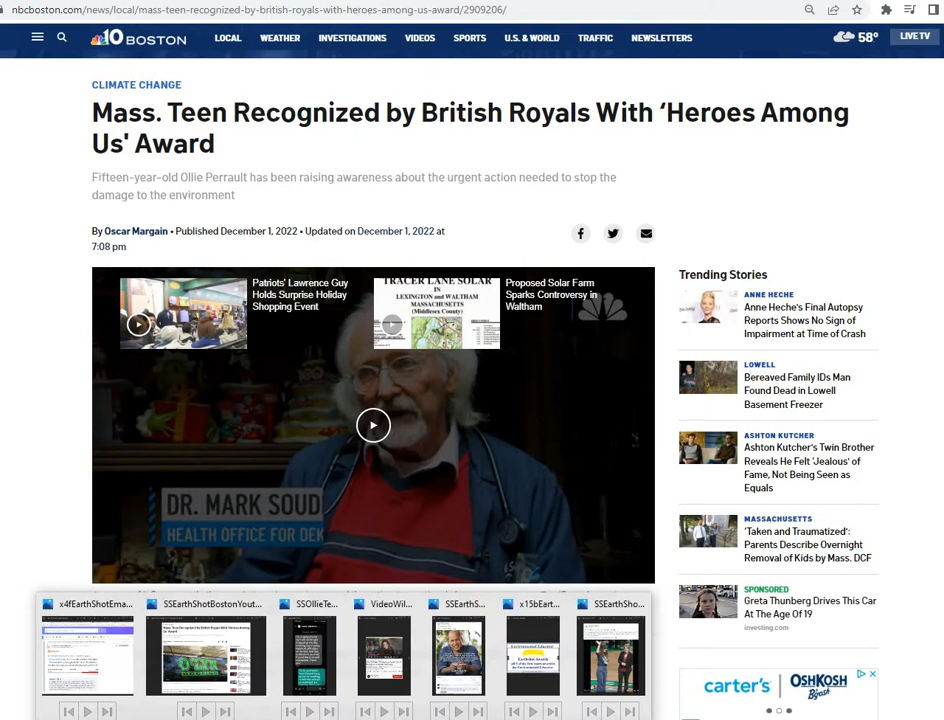 nbcboston.com/news/local/mass-teen-recognized-by-british-royals-with-heroes-among-us-award/2909206/
10 BOSTON
LOCAL
WEATHER
INVESTIGATIONS
VIDEOS
SPORTS
U.S. & WORLD
TRAFFIC
NEWSLETTERS
58°
LIVE TV
CLIMATE CHANGE
Mass. Teen Recognized by British Royals With ‘Heroes Among
Us' Award
Fifteen-year-old Ollie Perrault has been raising awareness about the urgent action needed to stop the
damage to the environment
By Oscar Margain • Published December 1, 2022 • Updated on December 1, 2022 at
7:08 pm
Patriots' Lawrence Guy
Holds Surprise Holiday
Shopping Event
TRACER LANE SOLAR
IN
LEXINGTON and WALTHAM
MASSACHUSETTS
(Middlesex County)
Proposed Solar Farm
Sparks Controversy in
Waltham
DR. MARK SOUD
HEALTH OFFICE FOR DEK
Trending Stories
ANNE HECHE
Anne Heche's Final Autopsy
Reports Shows No Sign of
Impairment at Time of Crash
LOWELL
Bereaved Family IDs Man
Found Dead in Lowell
Basement Freezer
ASHTON KUTCHER
Ashton Kutcher's Twin Brother
Reveals He Felt 'Jealous' of
Fame, Not Being Seen as
Equals
MASSACHUSETTS
'Taken and Traumatized':
Parents Describe Overnight
Removal of Kids by Mass. DCF
SPONSORED
Greta Thunberg Drives This Car
At The Age Of 19
investing.com
x4fEarthShotEma...
SSEarthShotBostonYout...
SSOllieTe...
VideoWil...
SSEarthS...
x15bEart...
SSEarthSho...
carter's
OSHKOSH
B'gosh